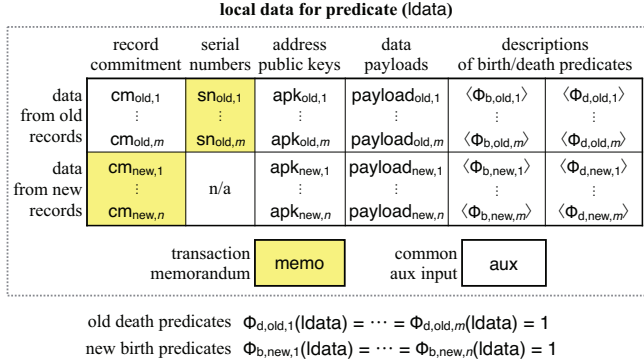 local data for predicate (ldata)
record commitment serial numbers address public keys data payloads descriptions of birth/death predicates
data from old records
cm_old,1 sn_old,1 apk_old,1 payload_old,1 ⟨Φ_b,old,1⟩ ⟨Φ_d,old,1⟩
⋮ ⋮ ⋮ ⋮ ⋮ ⋮
cm_old,m sn_old,m apk_old,m payload_old,m ⟨Φ_b,old,m⟩ ⟨Φ_d,old,m⟩
data from new records
cm_new,1 n/a apk_new,1 payload_new,1 ⟨Φ_b,new,1⟩ ⟨Φ_d,new,1⟩
⋮ ⋮ ⋮ ⋮ ⋮
cm_new,n apk_new,n payload_new,n ⟨Φ_b,new,m⟩ ⟨Φ_d,new,m⟩
transaction memorandum memo common aux input aux
old death predicates Φ_d,old,1(ldata) = ⋯ = Φ_d,old,m(ldata) = 1
new birth predicates Φ_b,new,1(ldata) = ⋯ = Φ_b,new,n(ldata) = 1